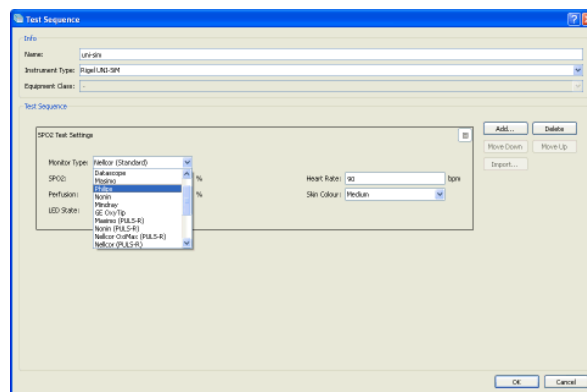 Test Sequence
Info
Name: uni-sim
Instrument Type: Rigel UNI-SIM
Equipment Class: -
Test Sequence
SPO2 Test Settings
Add... Delete
Move Down Move Up
Import...
Monitor Type: Nellcor (Standard)
SPO2: % Heart Rate: 90 bpm
Perfusion: % Skin Colour: Medium
LED State:
Datascope
Masimo
Philips
Nonin
Mindray
GE OxyTip
Masimo (PULS-R)
Nonin (PULS-R)
Nellcor OxiMax (PULS-R)
Nellcor (PULS-R)
OK Cancel